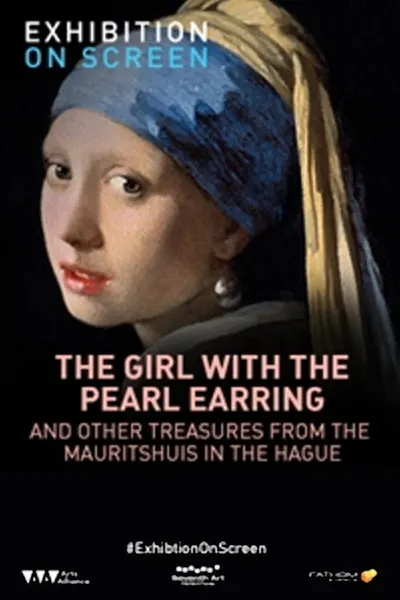 EXHIBITION
ON SCREEN
THE GIRL WITH THE
PEARL EARRING
AND OTHER TREASURES FROM THE
MAURITSHUIS IN THE HAGUE
#ExhibtionOnScreen
Arts
Alliance
Seventh Art
FATHOM